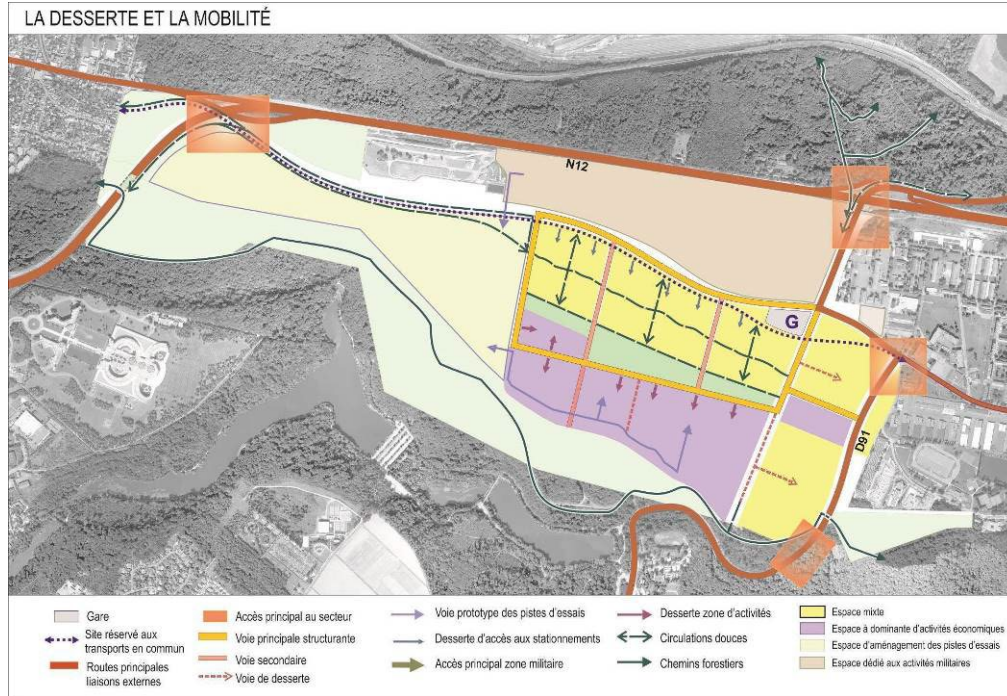 LA DESSERTE ET LA MOBILITÉ
N12
G
D91
Gare
Site réservé aux
transports en commun
Routes principales
liaisons externes
Accès principal au secteur
Voie principale structurante
Voie secondaire
Voie de desserte
Voie prototype des pistes d'essais
Desserte d'accès aux stationnements
Accès principal zone militaire
Desserte zone d'activités
Circulations douces
Chemins forestiers
Espace mixte
Espace à dominante d'activités économiques
Espace d'aménagement des pistes d'essais
Espace dédié aux activités militaires